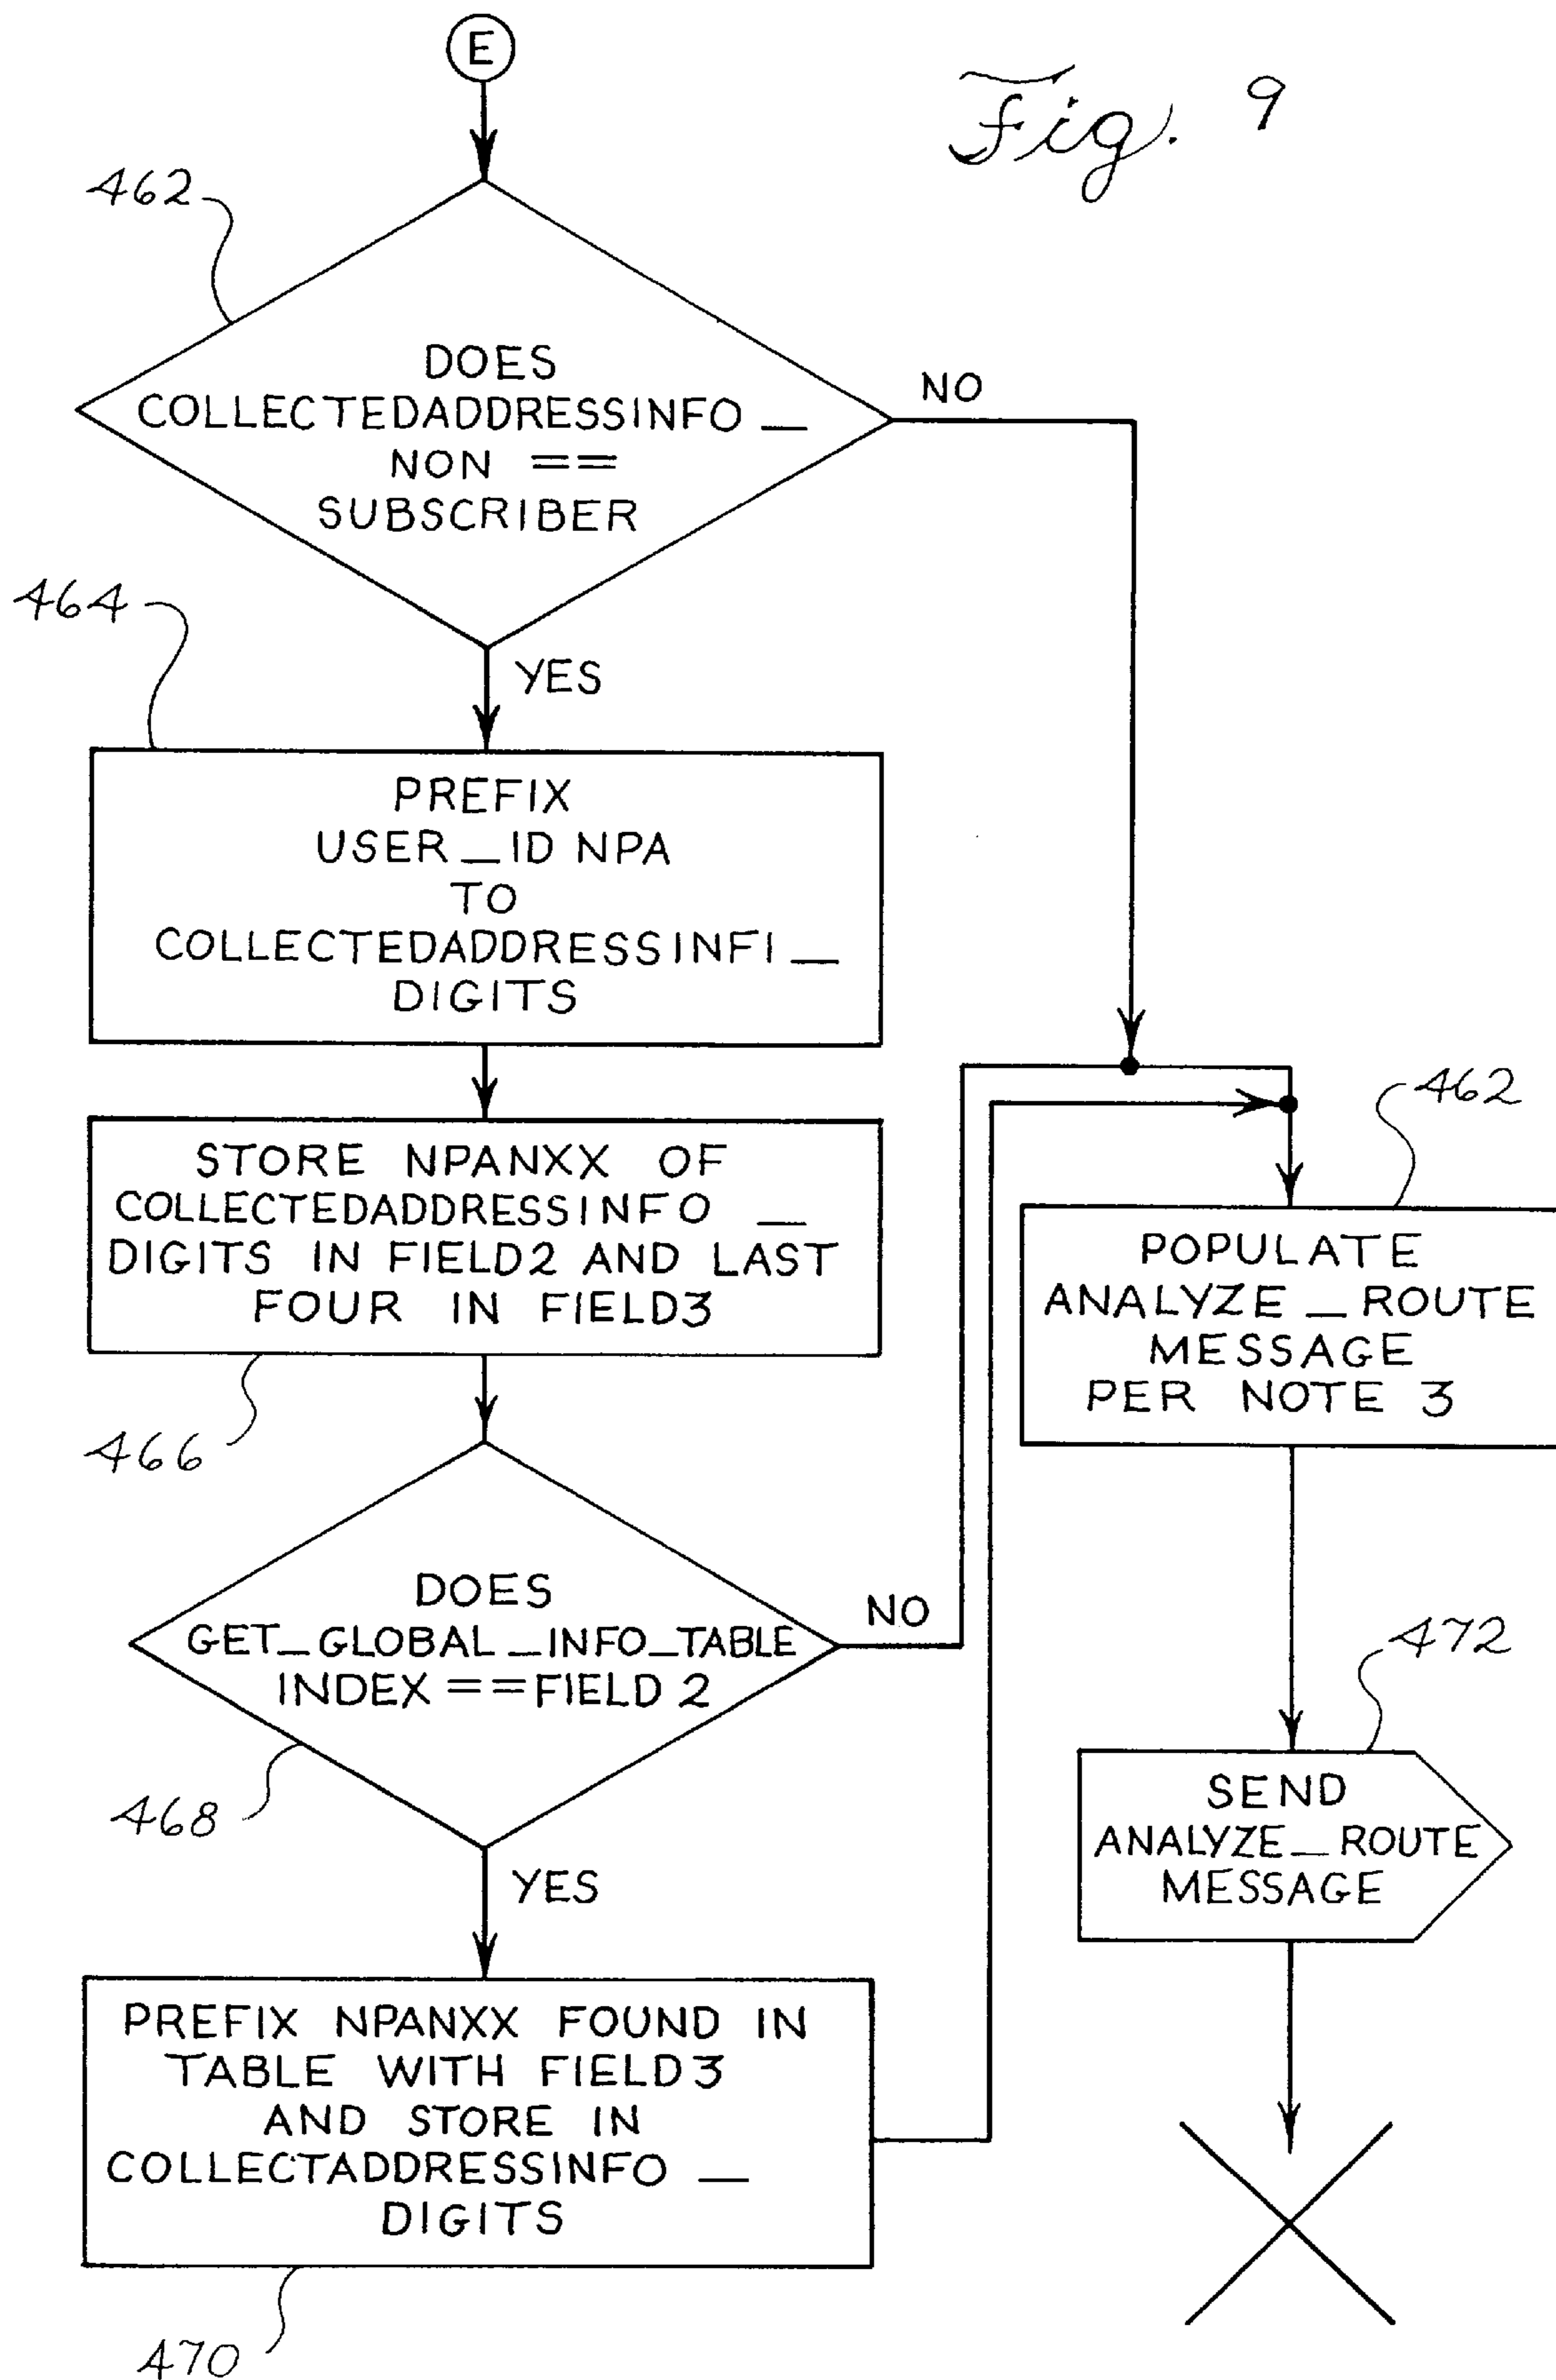 E
Fig. 9
462
DOES
COLLECTEDADDRESSINFO _
NON ==
SUBSCRIBER
NO
464
YES
PREFIX
USER _ ID NPA
TO
COLLECTEDADDRESSINFI _
DIGITS
STORE NPANXX OF
COLLECTEDADDRESSINFO _
DIGITS IN FIELD2 AND LAST
FOUR IN FIELD3
466
462
POPULATE
ANALYZE _ ROUTE
MESSAGE
PER NOTE 3
DOES
GET_GLOBAL_INFO_TABLE
INDEX ==FIELD 2
NO
468
YES
472
SEND
ANALYZE_ ROUTE
MESSAGE
PREFIX NPANXX FOUND IN
TABLE WITH FIELD3
AND STORE IN
COLLECTADDRESSINFO _
DIGITS
470